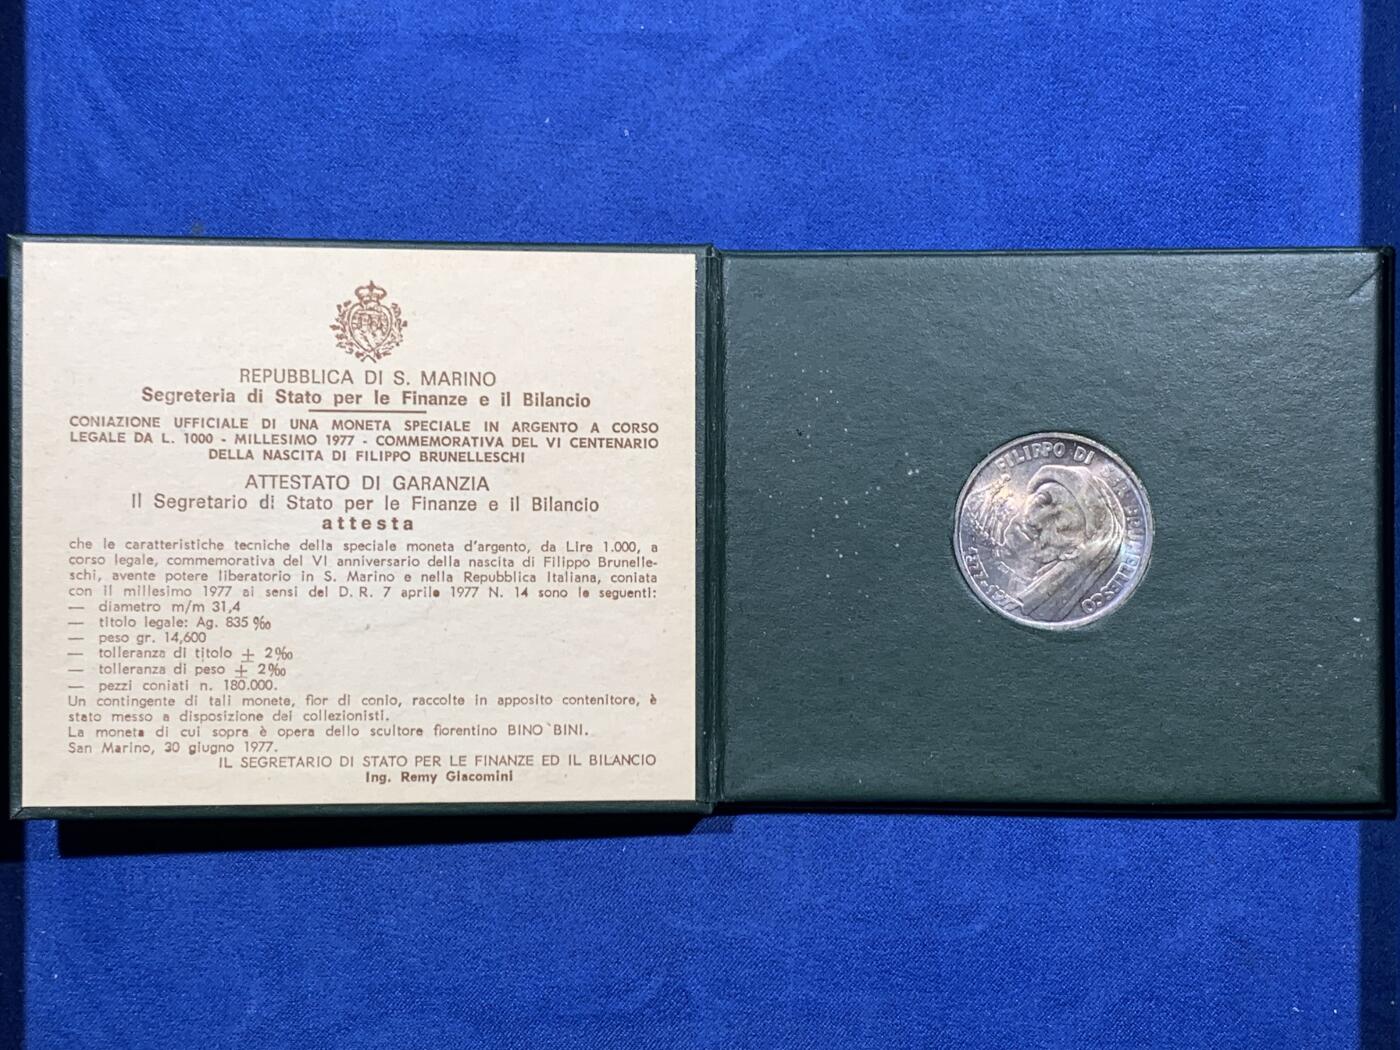 REPUBBLICA DI S. MARINO
Segreteria di Stato per le Finanze e il Bilancio
CONIAZIONE UFFICIALE DI UNA MONETA SPECIALE IN ARGENTO A CORSO
LEGALE DA L. 1000 - MILLESIMO 1977 - COMMEMORATIVA DEL VI CENTENARIO
DELLA NASCITA DI FILIPPO BRUNELLESCHI
ATTESTATO DI GARANZIA
Il Segretario di Stato per le Finanze e il Bilancio
attesta
che le caratteristiche tecniche della speciale moneta d'argento, da Lire 1.000, a
corso legale, commemorativa del VI anniversario della nascita di Filippo Brunelle-
schi, avente potere liberatorio in S. Marino e nella Repubblica Italiana, coniata
con il millesimo 1977 ai sensi del D. R. 7 aprile 1977 N. 14 sono le seguenti:
— diametro m/m 31,4
— titolo legale: Ag. 835 ‰
— peso gr. 14,600
— tolleranza di titolo ± 2‰
— tolleranza di peso ± 2‰
— pezzi coniati n. 180.000.
Un contingente di tali monete, fior di conio, raccolte in apposito contenitore, è
stato messo a disposizione dei collezionisti.
La moneta di cui sopra è opera dello scultore fiorentino BINO BINI.
San Marino, 30 giugno 1977.
IL SEGRETARIO DI STATO PER LE FINANZE ED IL BILANCIO
Ing. Remy Giacomini
FILIPPO DI SER BRUNELLESCO
1377-1977